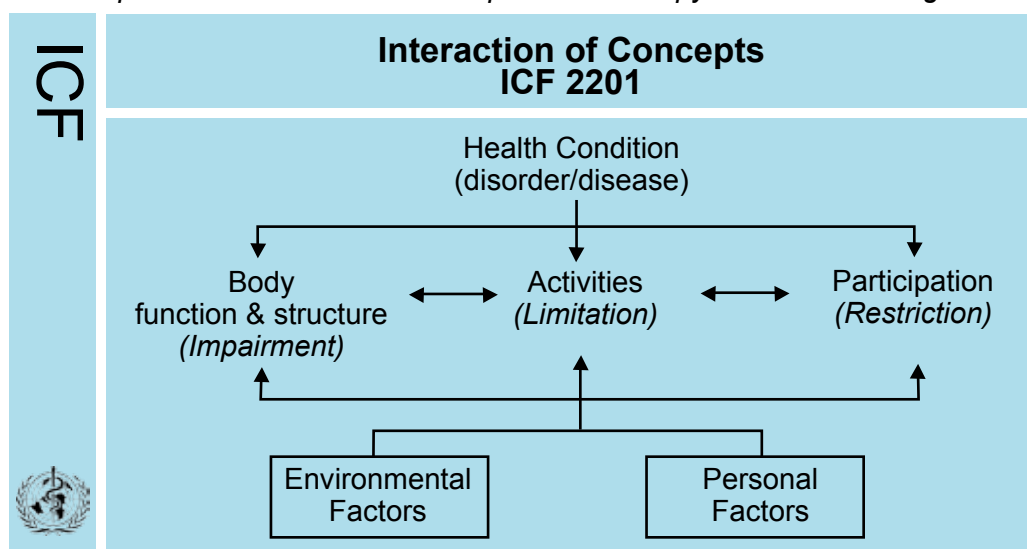 ICF
Interaction of Concepts
ICF 2201
Health Condition
(disorder/disease)
Body
function & structure
(Impairment)
Activities
(Limitation)
Participation
(Restriction)
Environmental
Factors
Personal
Factors